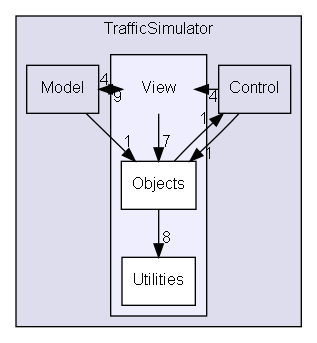 TrafficSimulator
Model
4
9
View
4
Control
1
7
1
1
Objects
8
Utilities